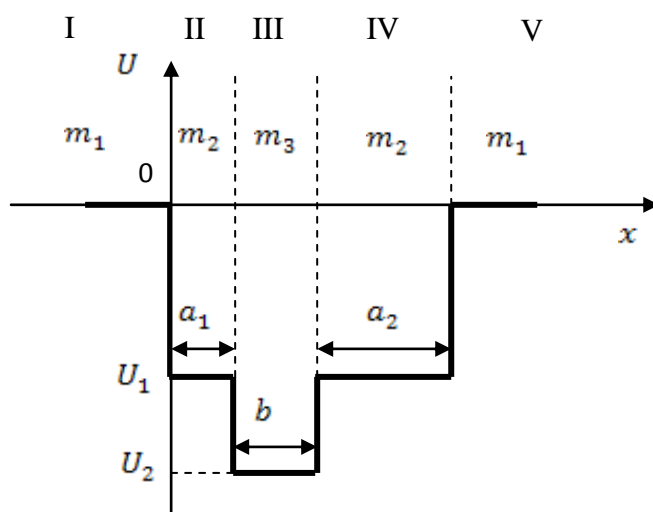 I II III IV V
U
m₁ m₂ m₃ m₂ m₁
0
x
a₁ a₂
U₁
b
U₂